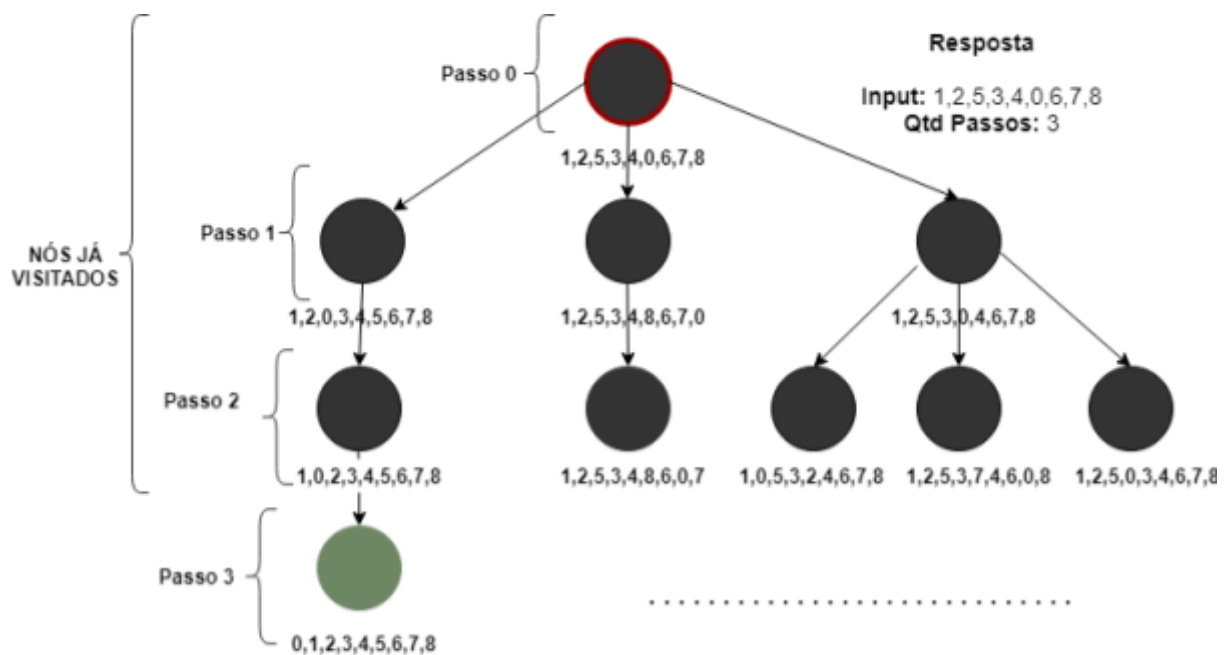 Resposta
Passo 0
Input: 1,2,5,3,4,0,6,7,8
Qtd Passos: 3
1,2,5,3,4,0,6,7,8
Passo 1
NÓS JÁ
VISITADOS
1,2,0,3,4,5,6,7,8
1,2,5,3,4,8,6,7,0
1,2,5,3,0,4,6,7,8
Passo 2
1,0,2,3,4,5,6,7,8
1,2,5,3,4,8,6,0,7
1,0,5,3,2,4,6,7,8
1,2,5,3,7,4,6,0,8
1,2,5,0,3,4,6,7,8
Passo 3
0,1,2,3,4,5,6,7,8